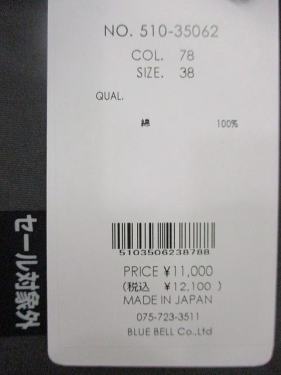 NO. 510-35062
COL. 78
SIZE. 38
QUAL.
綿 100%
5103506238788
PRICE ¥11,000
(税込 ¥12,100)
MADE IN JAPAN
075-723-3511
BLUE BELL Co.,Ltd
セール対象外